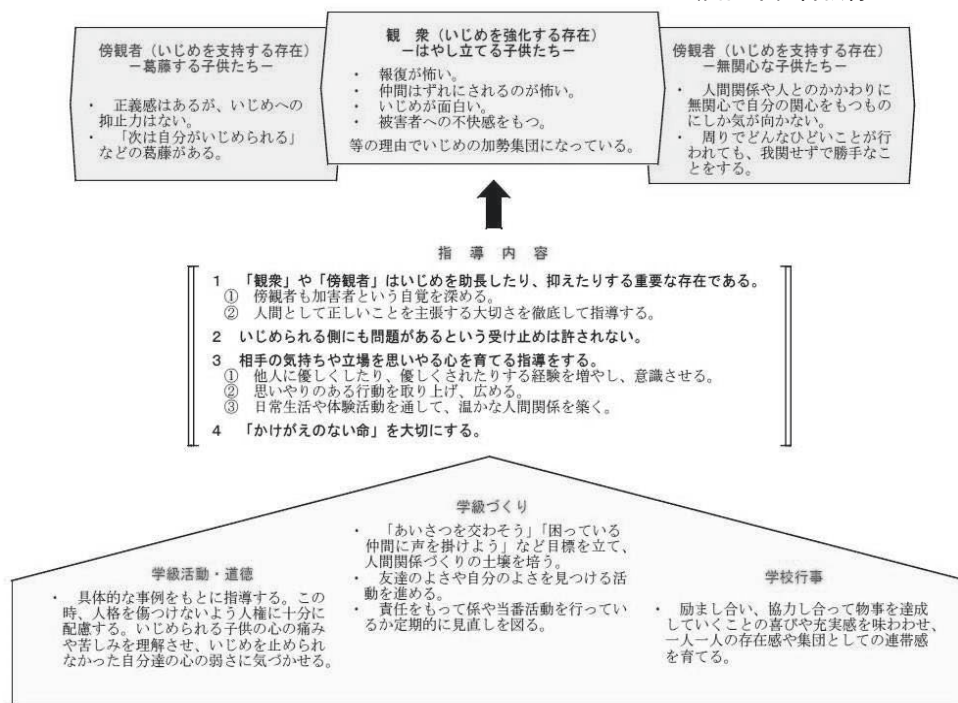 傍観者（いじめを支持する存在）
－葛藤する子供たち－
・　正義感はあるが、いじめへの
抑止力はない。
・　「次は自分がいじめられる」
などの葛藤がある。
観　衆（いじめを強化する存在）
－はやし立てる子供たち－
・　報復が怖い。
・　仲間はずれにされるのが怖い。
・　いじめが面白い。
・　被害者への不快感をもつ。
等の理由でいじめの加勢集団になっている。
傍観者（いじめを支持する存在）
－無関心な子供たち－
・　人間関係や人とのかかわりに
無関心で自分の関心をもつもの
にしか気が向かない。
・　周りでどんなひどいことが行
われても、我関せずで勝手なこ
とをする。
指　導　内　容
1　「観衆」や「傍観者」はいじめを助長したり、抑えたりする重要な存在である。
①　傍観者も加害者という自覚を深める。
②　人間として正しいことを主張する大切さを徹底して指導する。
2　いじめられる側にも問題があるという受け止めは許されない。
3　相手の気持ちや立場を思いやる心を育てる指導をする。
①　他人に優しくしたり、優しくされたりする経験を増やし、意識させる。
②　思いやりのある行動を取り上げ、広める。
③　日常生活や体験活動を通して、温かな人間関係を築く。
4　「かけがえのない命」を大切にする。
学級づくり
・　「あいさつを交わそう」「困っている
仲間に声を掛けよう」など目標を立て、
人間関係づくりの土壌を培う。
・　友達のよさや自分のよさを見つける活
動を進める。
・　責任をもって係や当番活動を行ってい
るか定期的に見直しを図る。
学級活動・道徳
・　具体的な事例をもとに指導する。この
時、人格を傷つけないよう人権に十分に
配慮する。いじめられる子供の心の痛み
や苦しみを理解させ、いじめを止められ
なかった自分達の心の弱さに気づかせる。
学校行事
・　励まし合い、協力し合って物事を達成
していくことの喜びや充実感を味わわせ、
一人一人の存在感や集団としての連帯感
を育てる。